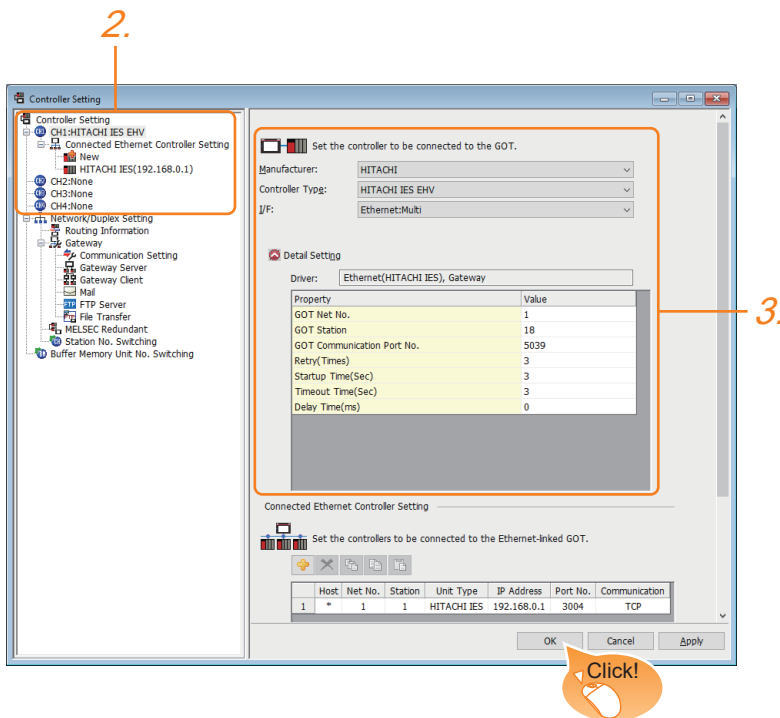 2.
Controller Setting
Controller Setting
CH1:HITACHI IES EHV
Connected Ethernet Controller Setting
New
HITACHI IES(192.168.0.1)
CH2:None
CH3:None
CH4:None
Network/Duplex Setting
Routing Information
Gateway
Communication Setting
Gateway Server
Gateway Client
Mail
FTP Server
File Transfer
MELSEC Redundant
Station No. Switching
Buffer Memory Unit No. Switching
Set the controller to be connected to the GOT.
Manufacturer: HITACHI
Controller Type: HITACHI IES EHV
I/F: Ethernet:Multi
Detail Setting
Driver: Ethernet(HITACHI IES), Gateway
Property Value
GOT Net No. 1
GOT Station 18
GOT Communication Port No. 5039
Retry(Times) 3
Startup Time(Sec) 3
Timeout Time(Sec) 3
Delay Time(ms) 0
3.
Connected Ethernet Controller Setting
Set the controllers to be connected to the Ethernet-linked GOT.
Host Net No. Station Unit Type IP Address Port No. Communication
1 * 1 1 HITACHI IES 192.168.0.1 3004 TCP
OK Cancel Apply
Click!